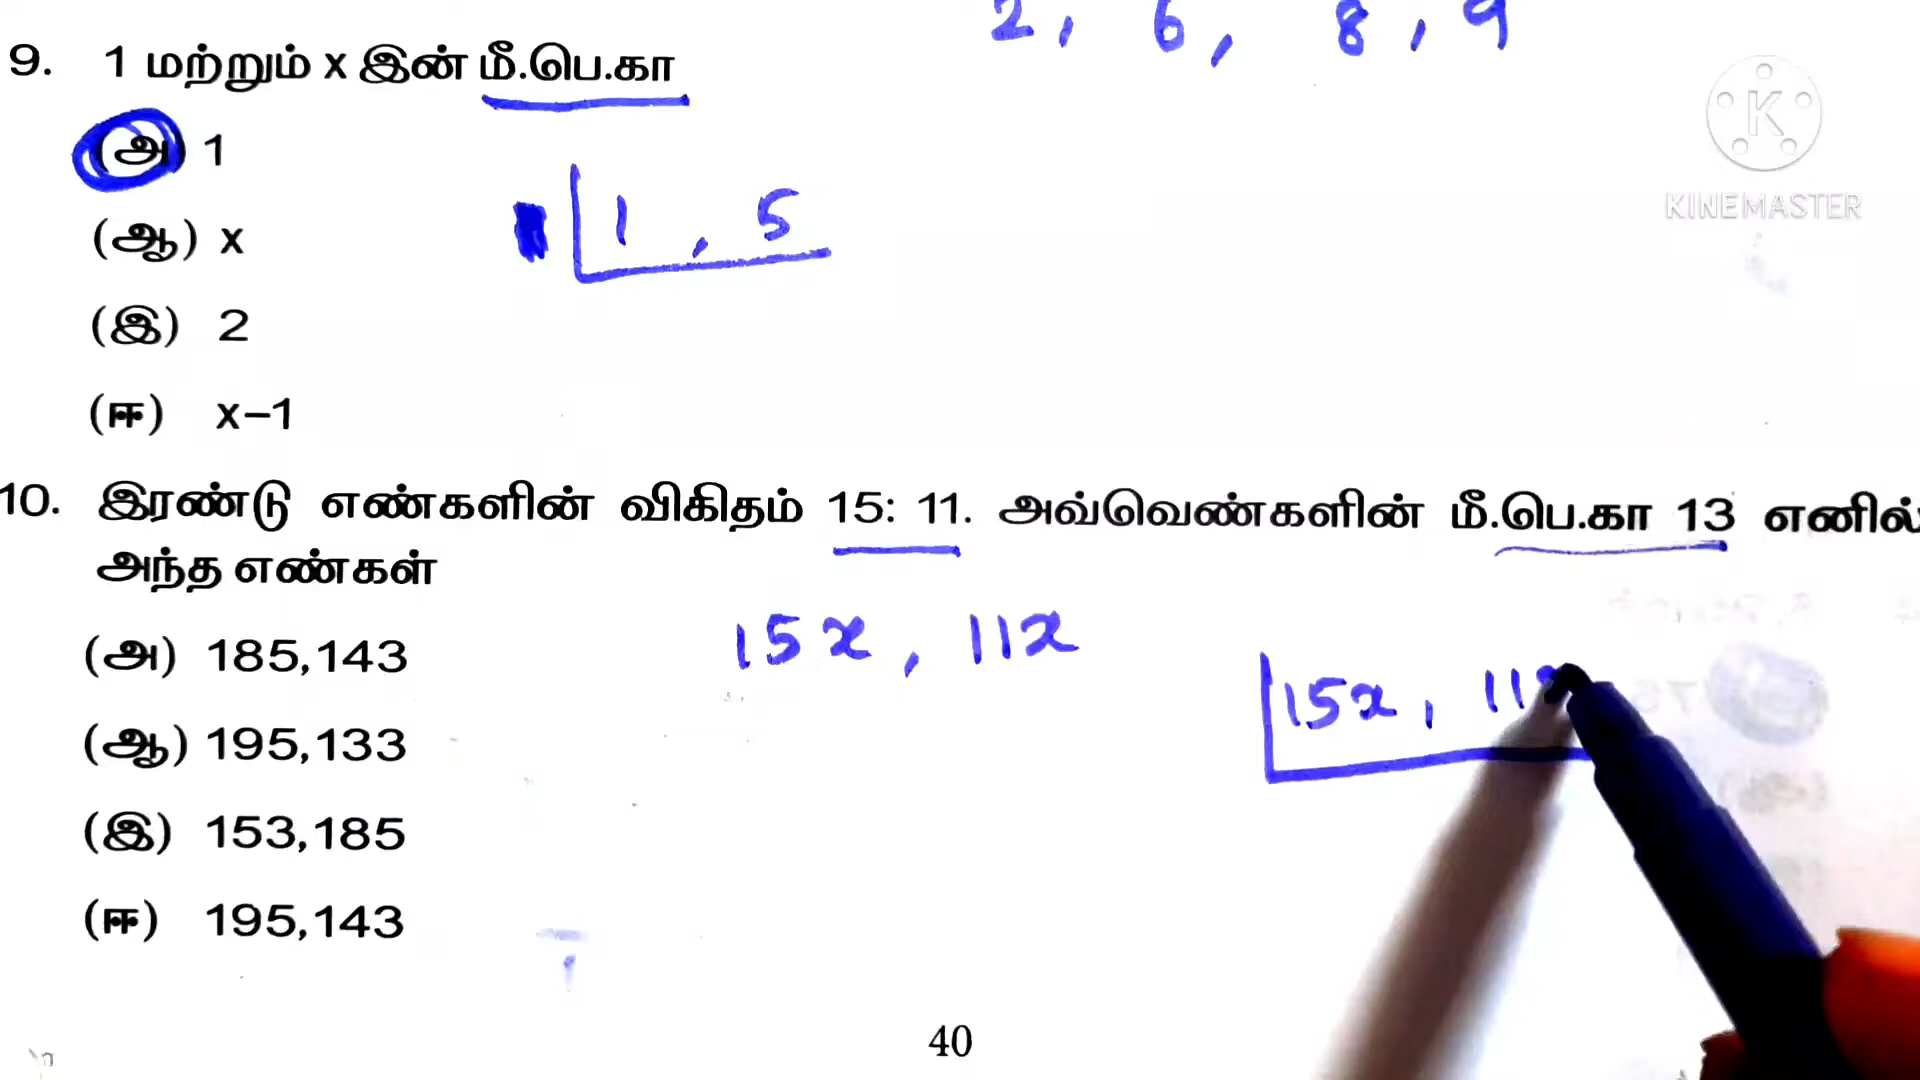 2, 6, 8, 9
9. 1 மற்றும் x இன் மீ.பெ.கா
(அ) 1
1, 5
K
KINEMASTER
(ஆ) x
(இ) 2
(ஈ) x–1
10. இரண்டு எண்களின் விகிதம் 15: 11. அவ்வெண்களின் மீ.பெ.கா 13 எனில்
அந்த எண்கள்
15x, 11x
(அ) 185,143
15x, 11
(ஆ) 195,133
(இ) 153,185
(ஈ) 195,143
40